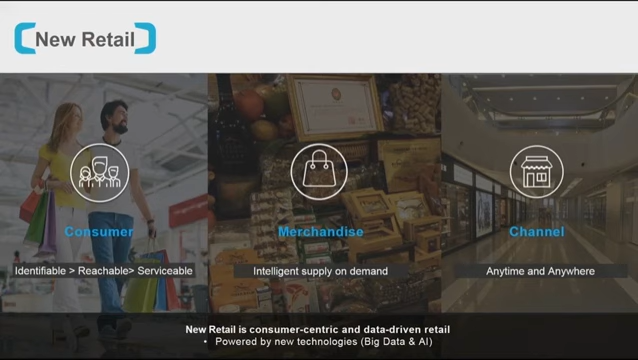 New Retail
Consumer
Identifiable > Reachable> Serviceable
Merchandise
Intelligent supply on demand
Channel
Anytime and Anywhere
New Retail is consumer-centric and data-driven retail
• Powered by new technologies (Big Data & AI)